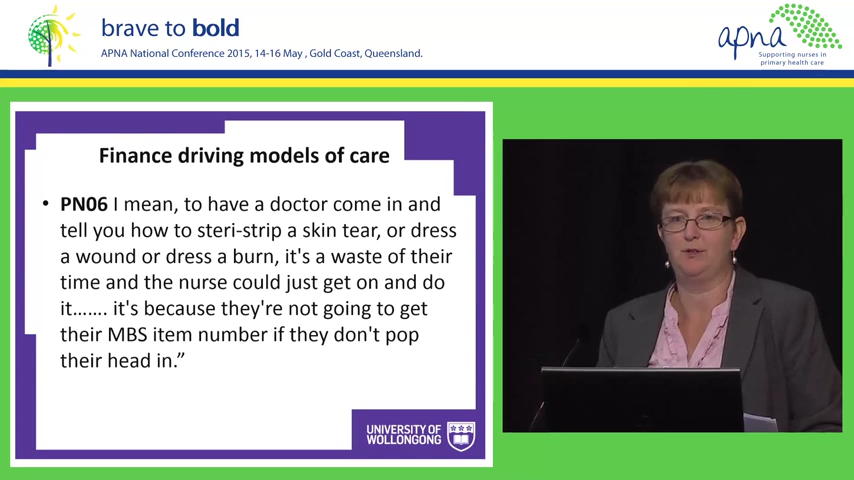 brave to bold
APNA National Conference 2015, 14-16 May , Gold Coast, Queensland.
apna
Supporting nurses in
primary health care
Finance driving models of care
• PN06 I mean, to have a doctor come in and
tell you how to steri-strip a skin tear, or dress
a wound or dress a burn, it's a waste of their
time and the nurse could just get on and do
it……. it's because they're not going to get
their MBS item number if they don't pop
their head in.”
UNIVERSITY OF
WOLLONGONG